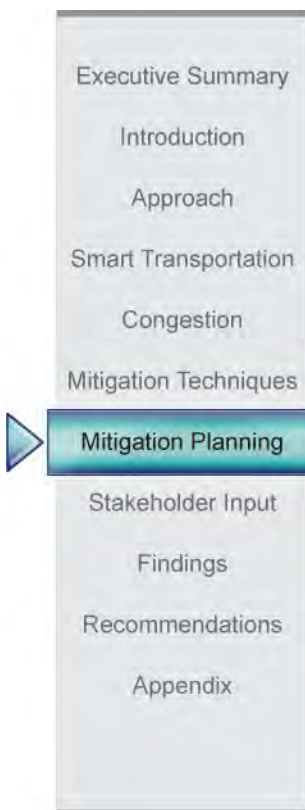 Executive Summary
Introduction
Approach
Smart Transportation
Congestion
Mitigation Techniques
Mitigation Planning
Stakeholder Input
Findings
Recommendations
Appendix